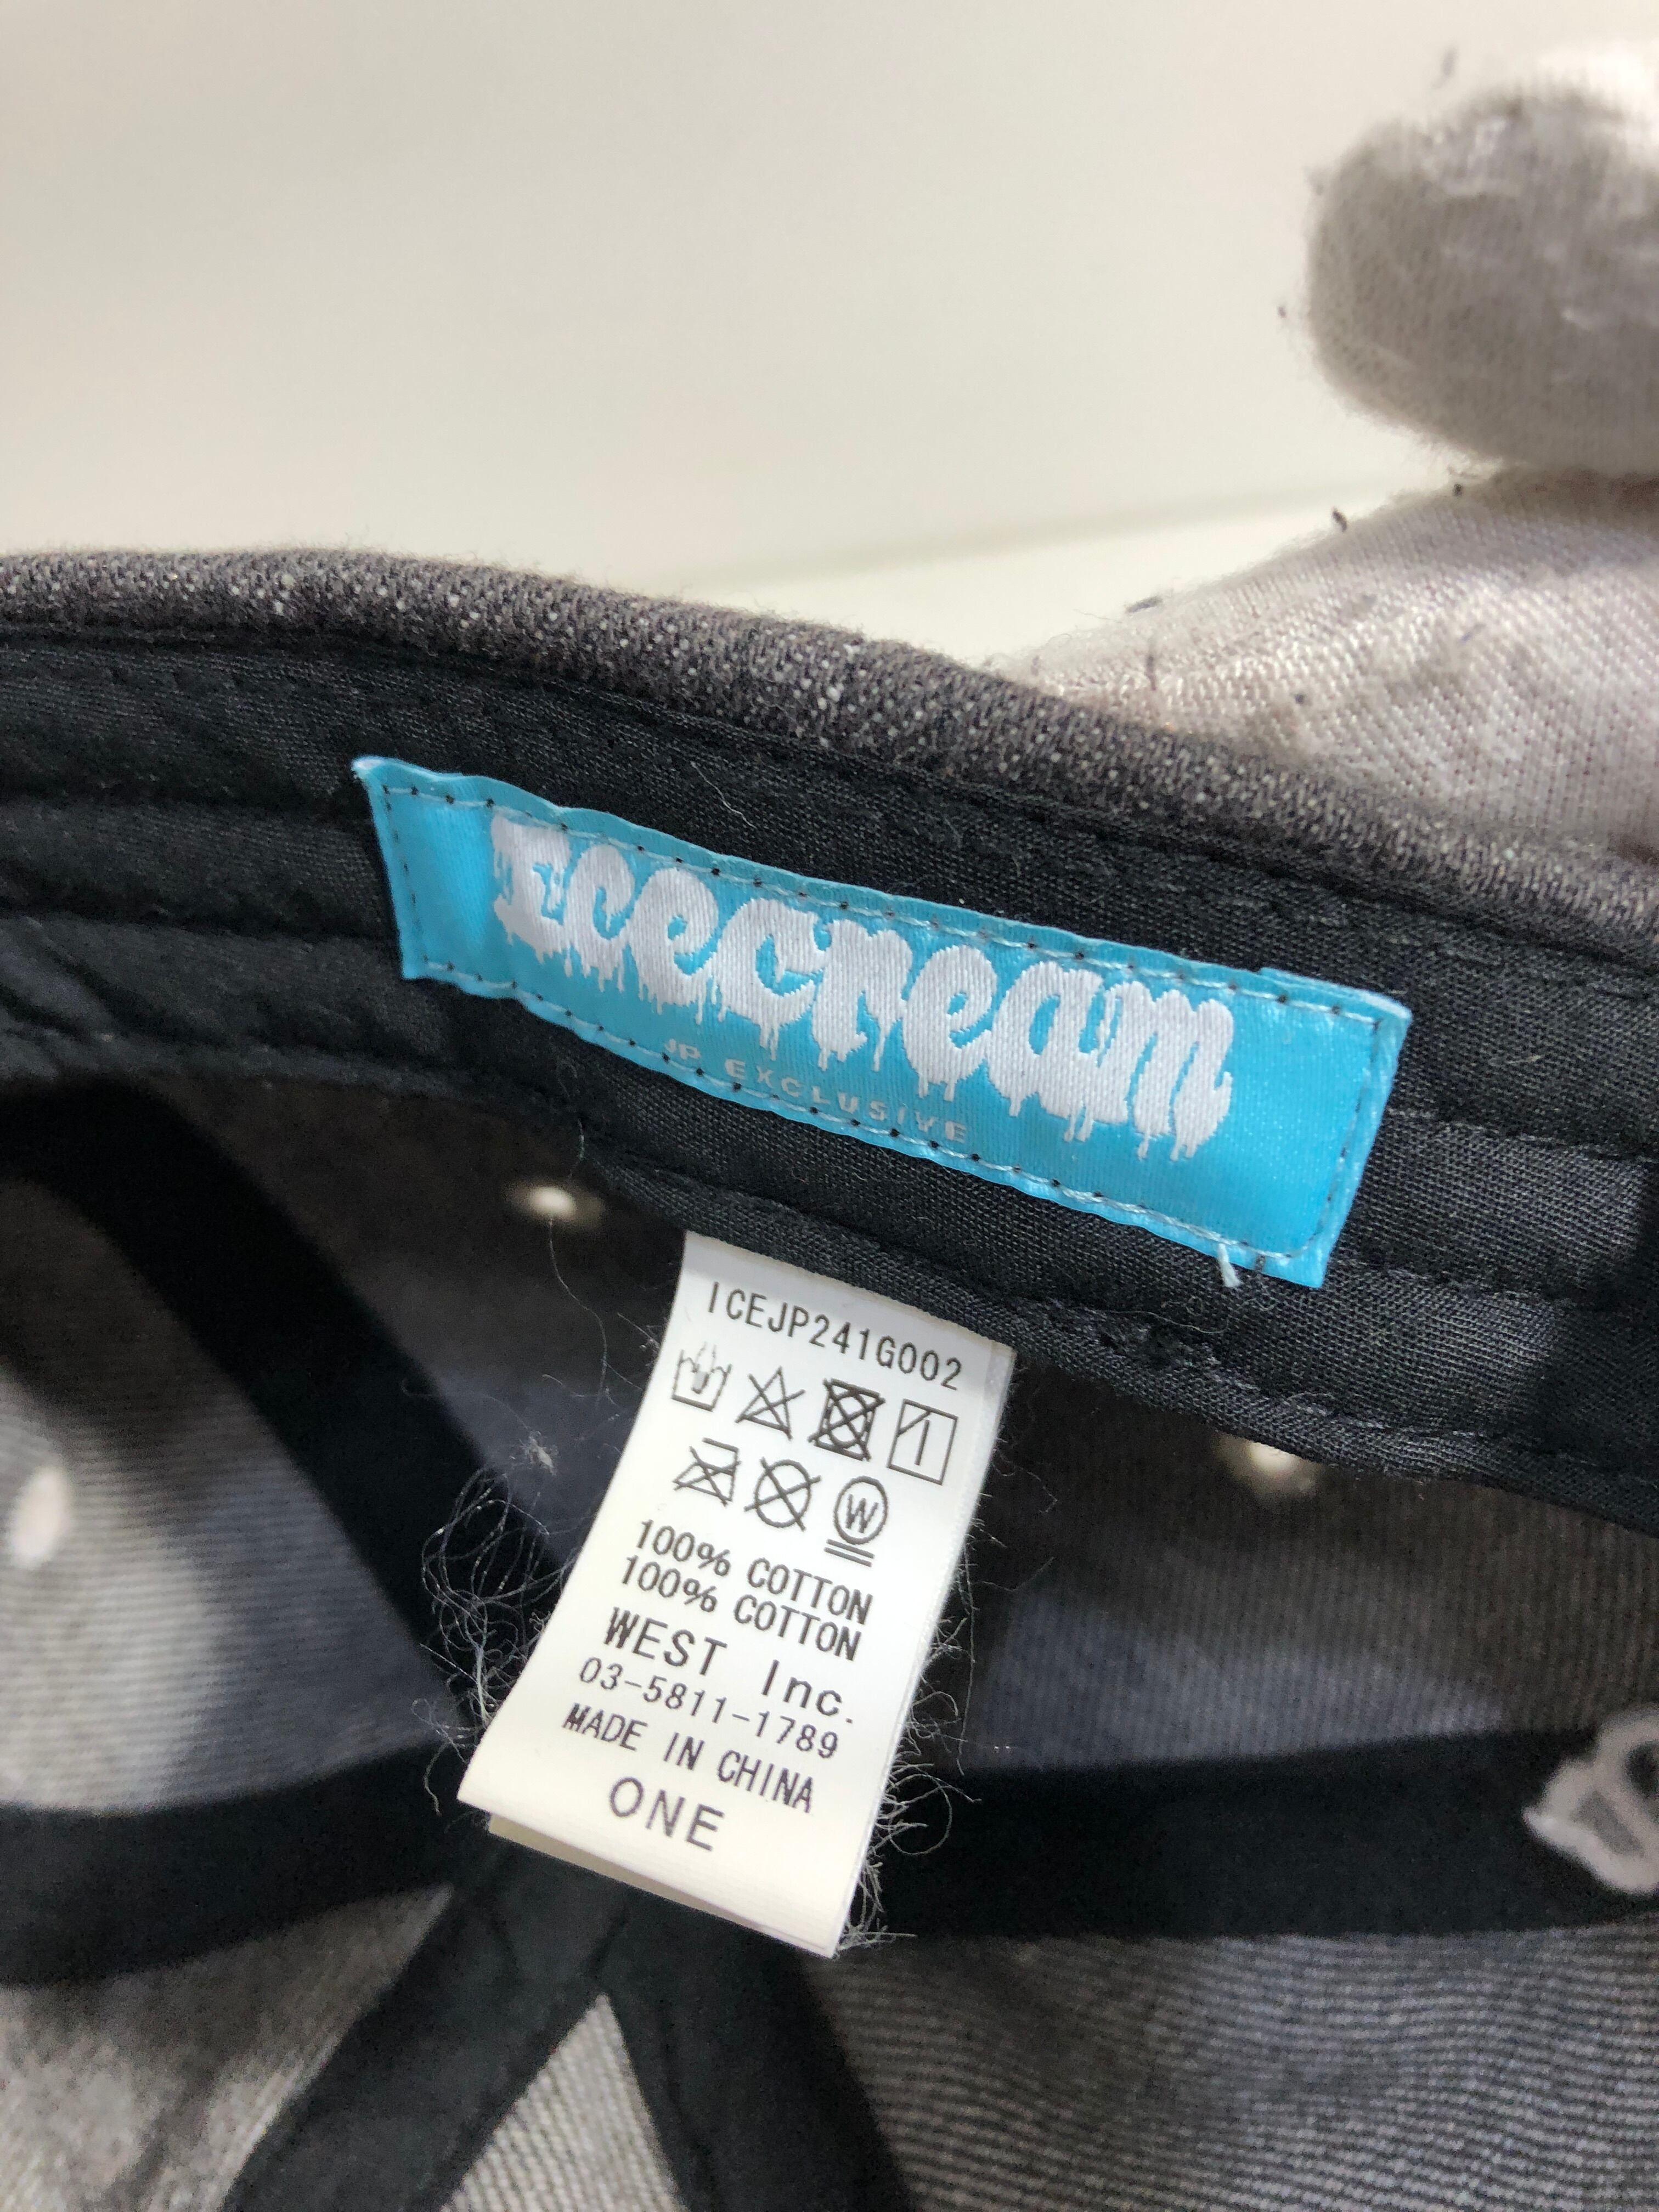 Icecream
JP EXCLUSIVE
ICEJP241G002
W
100% COTTON
100% COTTON
WEST Inc.
03-5811-1789
MADE IN CHINA
ONE